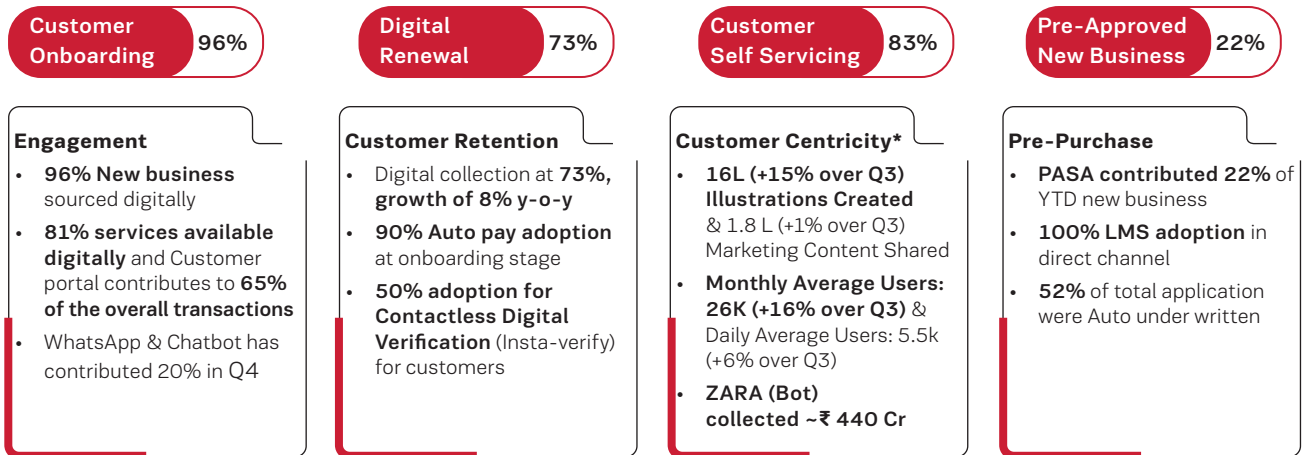 Customer
Onboarding
96%
Digital
Renewal
73%
Customer
Self Servicing
83%
Pre-Approved
New Business
22%
Engagement
• 96% New business
sourced digitally
• 81% services available
digitally and Customer
portal contributes to 65%
of the overall transactions
• WhatsApp & Chatbot has
contributed 20% in Q4
Customer Retention
• Digital collection at 73%,
growth of 8% y-o-y
• 90% Auto pay adoption
at onboarding stage
• 50% adoption for
Contactless Digital
Verification (Insta-verify)
for customers
Customer Centricity*
• 16L (+15% over Q3)
Illustrations Created
& 1.8 L (+1% over Q3)
Marketing Content Shared
• Monthly Average Users:
26K (+16% over Q3) &
Daily Average Users: 5.5k
(+6% over Q3)
• ZARA (Bot)
collected ~₹ 440 Cr
Pre-Purchase
• PASA contributed 22% of
YTD new business
• 100% LMS adoption in
direct channel
• 52% of total application
were Auto under written